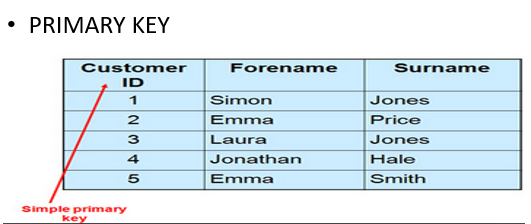 • PRIMARY KEY
Customer ID Forename Surname
1 Simon Jones
2 Emma Price
3 Laura Jones
4 Jonathan Hale
5 Emma Smith
Simple primary
key